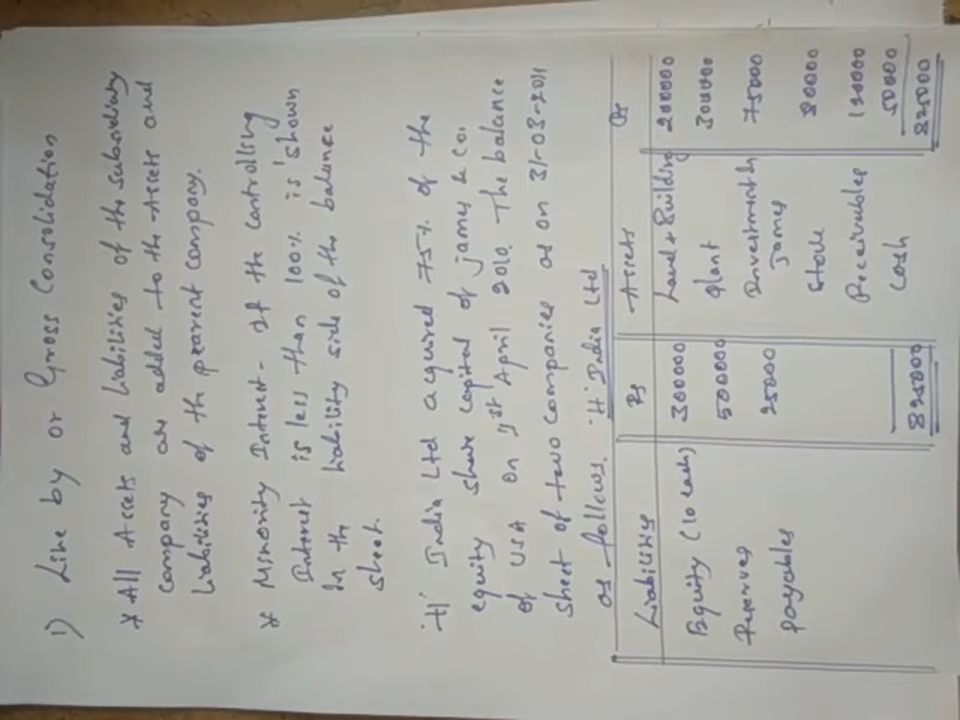 1) Line by or Gross Consolidation
* All Assets and liabilities of the subsidiary
company are added to the Assets and
liabilities of the parent company.
* Minority Interest - If the controlling
Interest is less than 100% is shown
In the liability side of the balance
sheet.
'H' India Ltd aquired 75% of the
equity share capital of james & Co.
of USA on 1st April 2010. The balance
sheet of two companies as on 31-03-2011
as follows. 'H' India Ltd
Liabilities Rs Assets Rs
Equity (10 each) 300000 Land & Building 200000
Reserves 500000 Plant 300000
payables 25000 Investment in James 75000
Stock 80000
Receivables 120000
Cash 50000
825000 825000